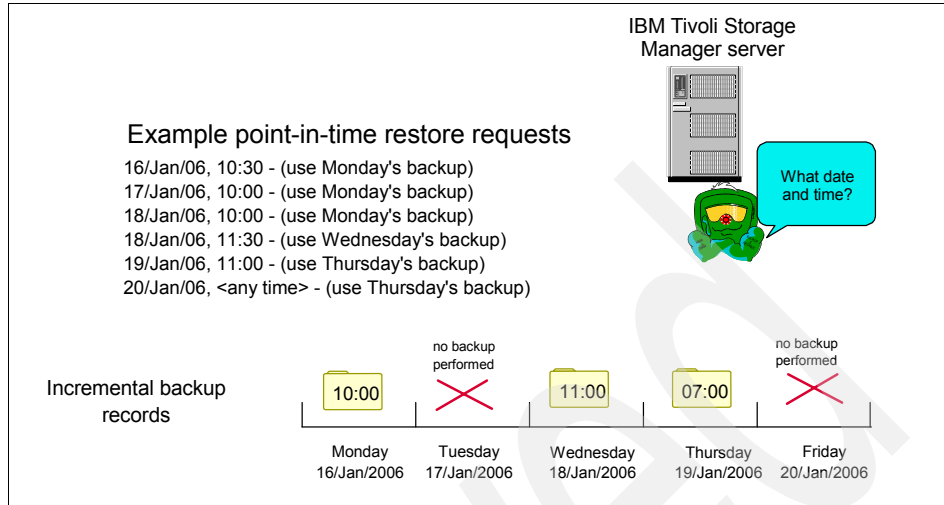 IBM Tivoli Storage
Manager server
Example point-in-time restore requests
16/Jan/06, 10:30 - (use Monday's backup)
17/Jan/06, 10:00 - (use Monday's backup)
18/Jan/06, 10:00 - (use Monday's backup)
18/Jan/06, 11:30 - (use Wednesday's backup)
19/Jan/06, 11:00 - (use Thursday's backup)
20/Jan/06, <any time> - (use Thursday's backup)
What date
and time?
Incremental backup
records
10:00
no backup
performed
11:00
07:00
no backup
performed
Monday
16/Jan/2006
Tuesday
17/Jan/2006
Wednesday
18/Jan/2006
Thursday
19/Jan/2006
Friday
20/Jan/2006